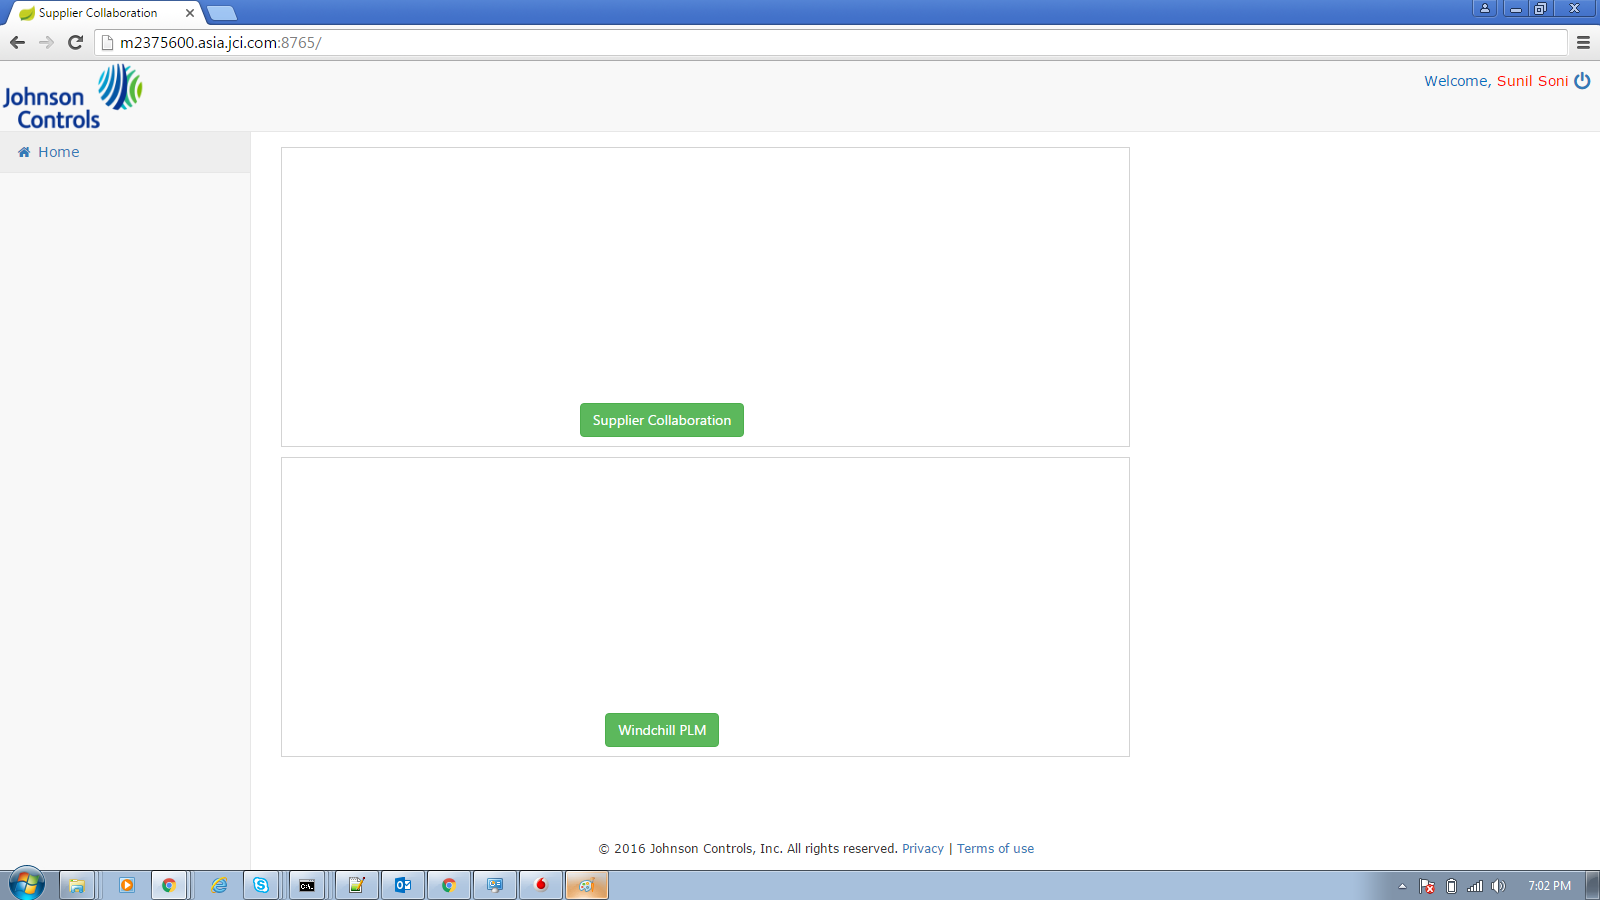 Supplier Collaboration
m2375600.asia.jci.com:8765/
Johnson
Controls
Welcome, Sunil Soni
Home
Supplier Collaboration
Windchill PLM
© 2016 Johnson Controls, Inc. All rights reserved. Privacy | Terms of use
7:02 PM